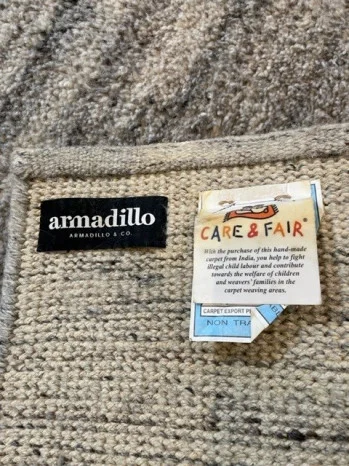 armadillo
ARMADILLO & CO.
CARE & FAIR®
With the purchase of this hand-made
carpet from India, you help to fight
illegal child labour and contribute
towards the welfare of children
and weavers' families in the
carpet weaving areas.
CARPET EXPORT
NON